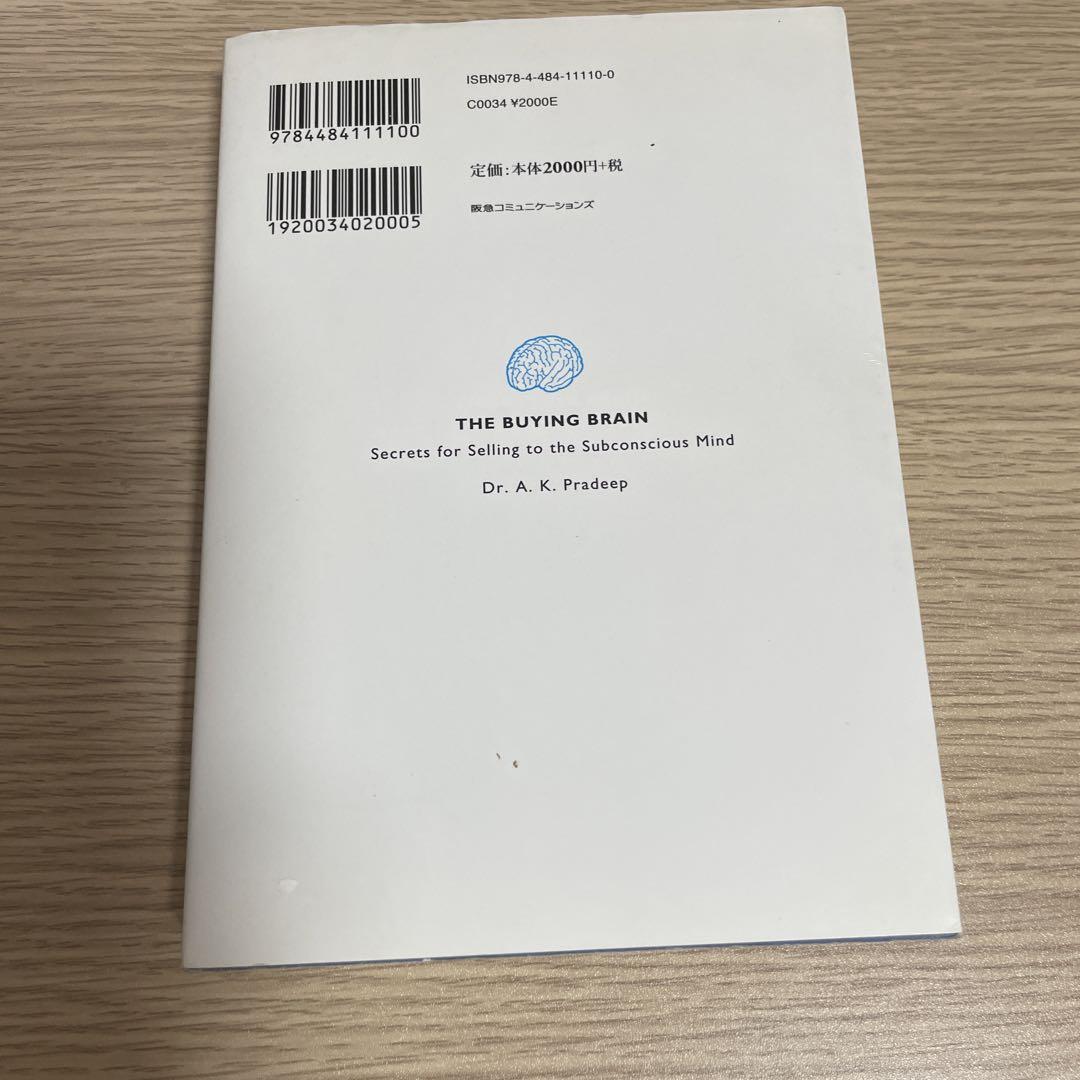 ISBN978-4-484-11110-0
C0034 ¥2000E
9784484111100
定価:本体2000円+税
阪急コミュニケーションズ
1920034020005
THE BUYING BRAIN
Secrets for Selling to the Subconscious Mind
Dr. A. K. Pradeep